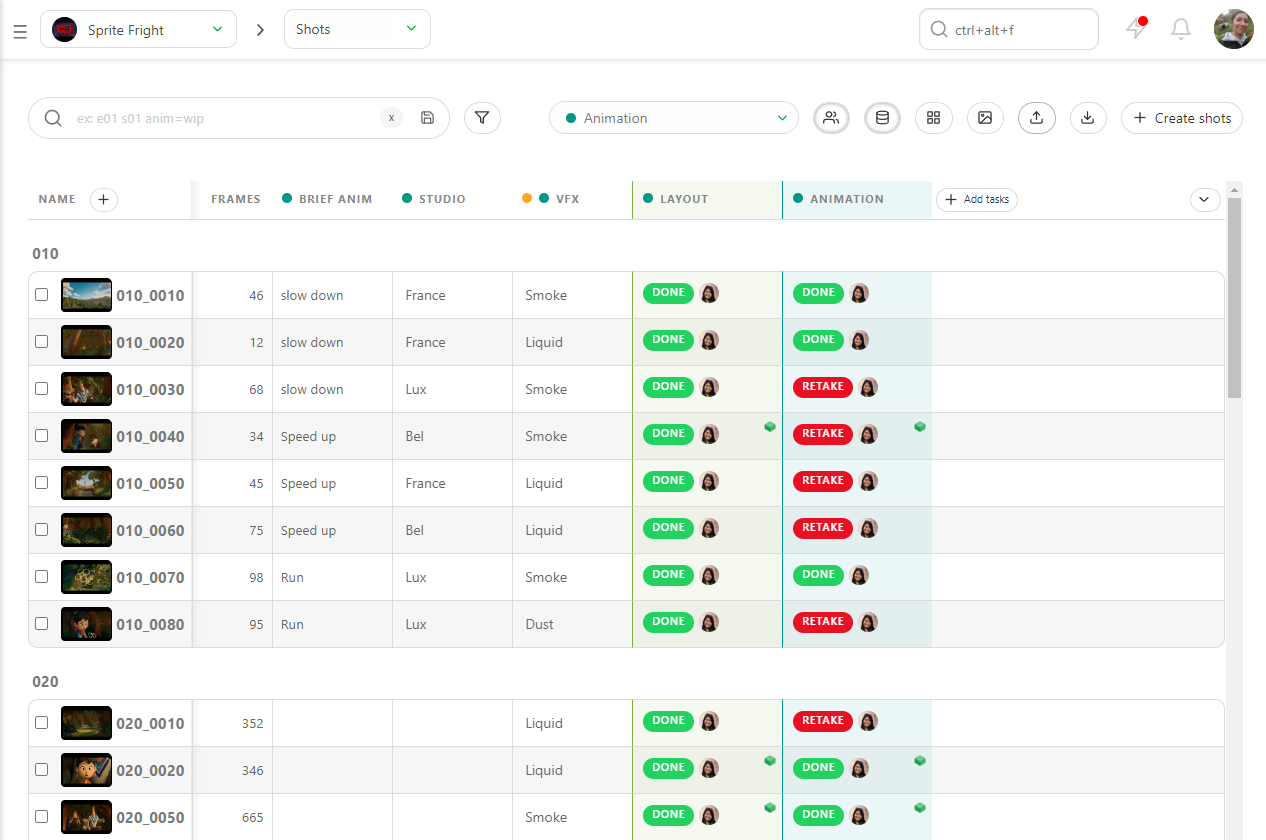 Sprite Fright
Shots
ctrl+alt+f
ex: e01 s01 anim=wip
x
Animation
Create shots
NAME FRAMES BRIEF ANIM STUDIO VFX LAYOUT ANIMATION Add tasks
010
010_0010 46 slow down France Smoke DONE DONE
010_0020 12 slow down France Liquid DONE DONE
010_0030 68 slow down Lux Smoke DONE RETAKE
010_0040 34 Speed up Bel Smoke DONE RETAKE
010_0050 45 Speed up France Liquid DONE RETAKE
010_0060 75 Speed up Bel Liquid DONE RETAKE
010_0070 98 Run Lux Smoke DONE DONE
010_0080 95 Run Lux Dust DONE RETAKE
020
020_0010 352 Liquid DONE RETAKE
020_0020 346 Liquid DONE DONE
020_0050 665 Smoke DONE DONE